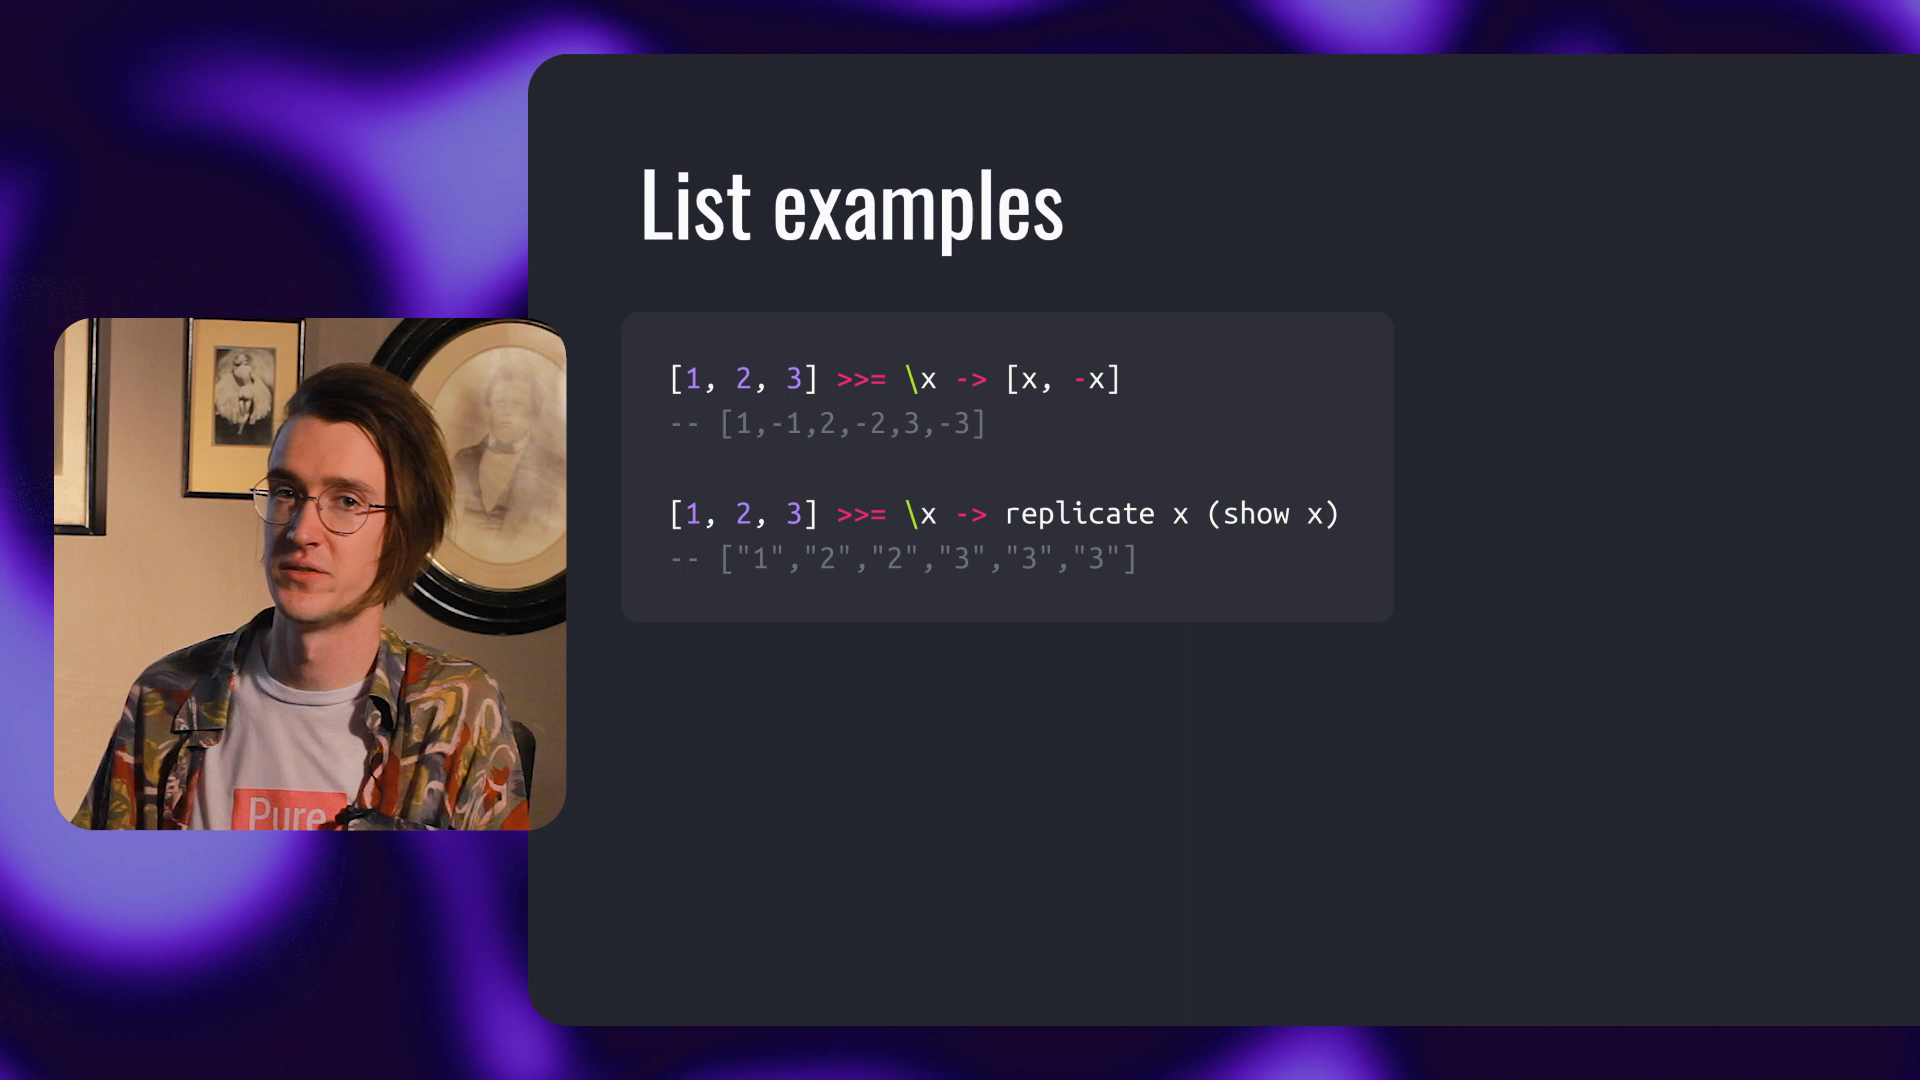 List examples
[1, 2, 3] >>= \x -> [x, -x]
-- [1,-1,2,-2,3,-3]
[1, 2, 3] >>= \x -> replicate x (show x)
-- ["1","2","2","3","3","3"]
Pure